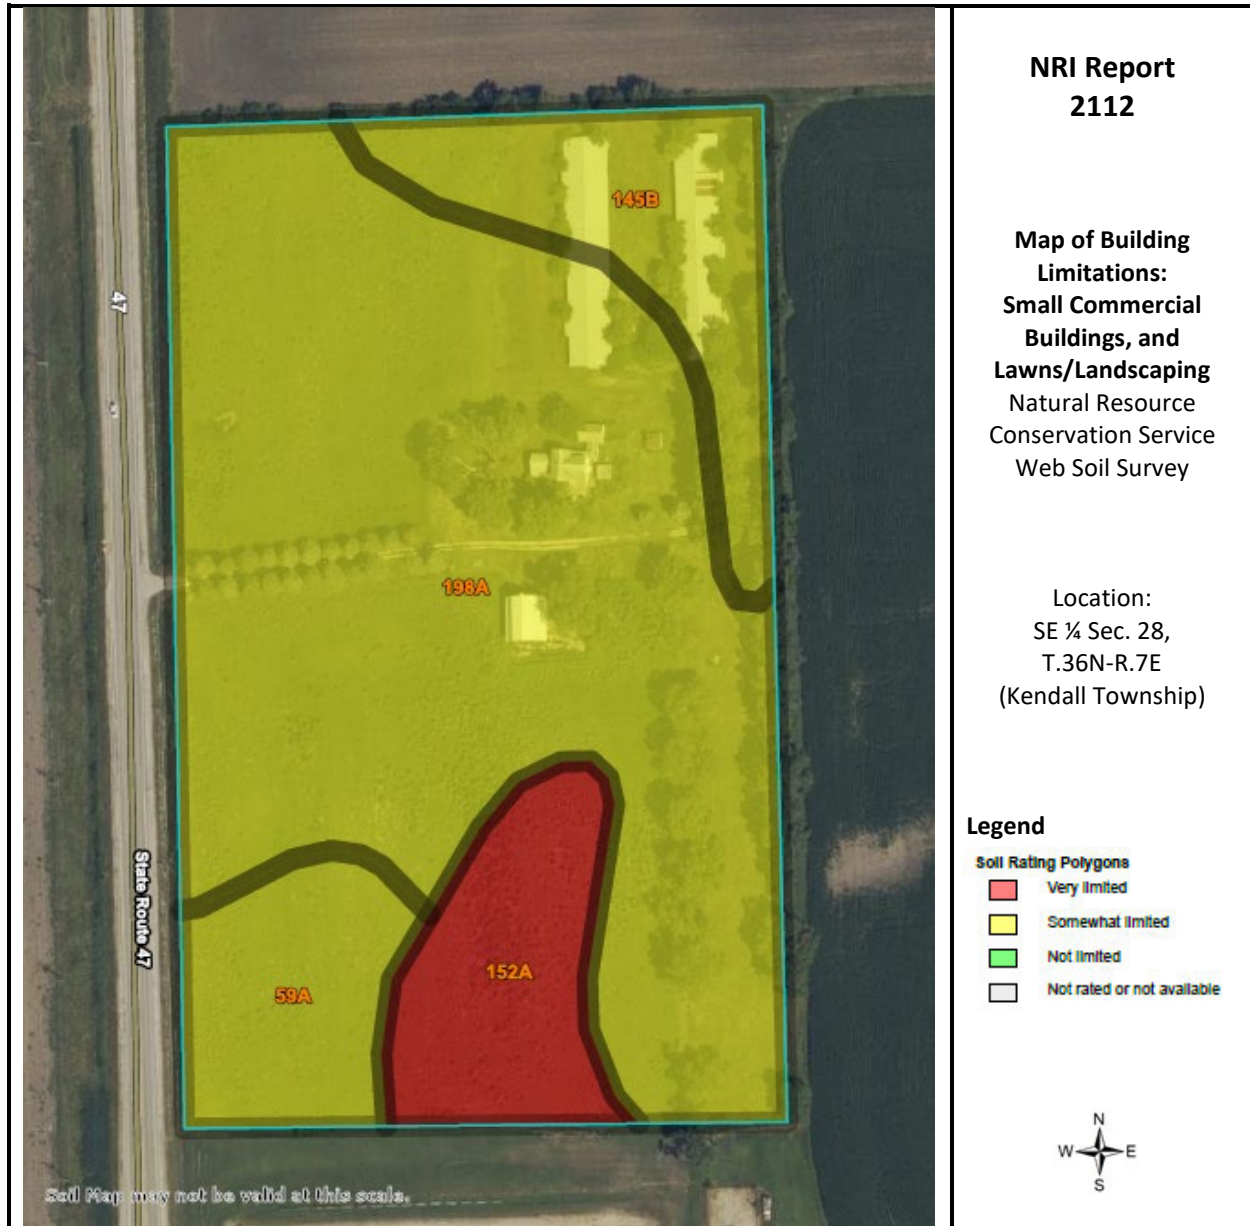 NRI Report
2112
Map of Building
Limitations:
Small Commercial
Buildings, and
Lawns/Landscaping
Natural Resource
Conservation Service
Web Soil Survey
Location:
SE ¼ Sec. 28,
T.36N-R.7E
(Kendall Township)
Legend
Soil Rating Polygons
Very limited
Somewhat limited
Not limited
Not rated or not available
N
W E
S
145B
47
198A
State Route 47
152A
59A
Soil Map may not be valid at this scale.